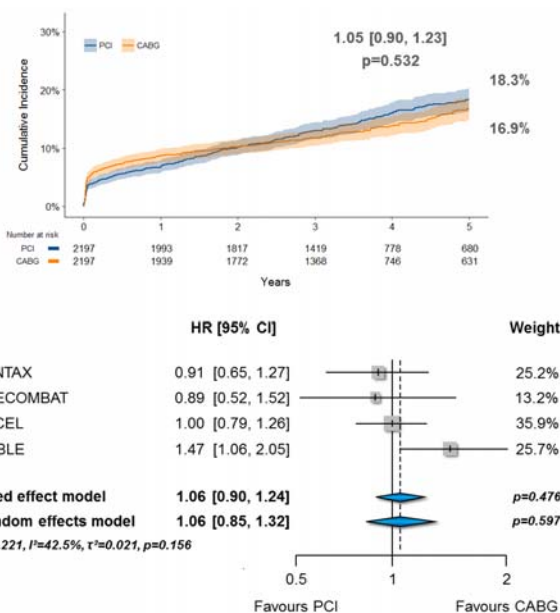 30%
20%
10%
0%
Cumulative Incidence
PCI CABG
1.05 [0.90, 1.23]
p=0.532
18.3%
16.9%
0 1 2 3 4 5
Number at risk
PCI 2197 1993 1817 1419 778 680
CABG 2197 1939 1772 1368 746 631
Years
HR [95% CI] Weight
NTAX 0.91 [0.65, 1.27] 25.2%
ECOMBAT 0.89 [0.52, 1.52] 13.2%
CEL 1.00 [0.79, 1.26] 35.9%
BLE 1.47 [1.06, 2.05] 25.7%
ed effect model 1.06 [0.90, 1.24] p=0.476
ndom effects model 1.06 [0.85, 1.32] p=0.597
221, I²=42.5%, τ²=0.021, p=0.156
0.5 1 2
Favours PCI Favours CABG